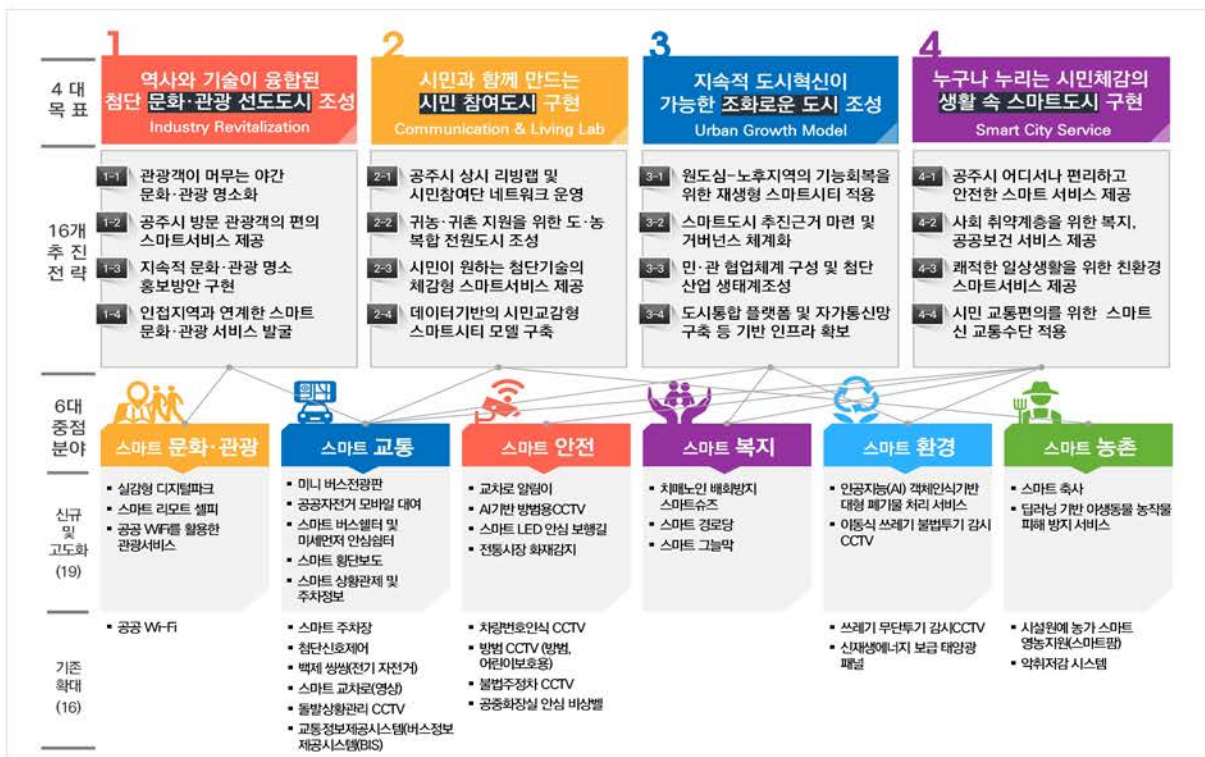 1
2
3
4
4 대
목 표
역사와 기술이 융합된
첨단 문화·관광 선도도시 조성
Industry Revitalization
시민과 함께 만드는
시민 참여도시 구현
Communication & Living Lab
지속적 도시혁신이
가능한 조화로운 도시 조성
Urban Growth Model
누구나 누리는 시민체감의
생활 속 스마트도시 구현
Smart City Service
16개
추 진
전 략
1-1 관광객이 머무는 야간
문화·관광 명소화
1-2 공주시 방문 관광객의 편의
스마트서비스 제공
1-3 지속적 문화·관광 명소
홍보방안 구현
1-4 인접지역과 연계한 스마트
문화·관광 서비스 발굴
2-1 공주시 상시 리빙랩 및
시민참여단 네트워크 운영
2-2 귀농·귀촌 지원을 위한 도·농
복합 전원도시 조성
2-3 시민이 원하는 첨단기술의
체감형 스마트서비스 제공
2-4 데이터기반의 시민교감형
스마트시티 모델 구축
3-1 원도심-노후지역의 기능회복을
위한 재생형 스마트시티 적용
3-2 스마트도시 추진근거 마련 및
거버넌스 체계화
3-3 민·관 협업체계 구성 및 첨단
산업 생태계조성
3-4 도시통합 플랫폼 및 자가통신망
구축 등 기반 인프라 확보
4-1 공주시 어디서나 편리하고
안전한 스마트 서비스 제공
4-2 사회 취약계층을 위한 복지,
공공보건 서비스 제공
4-3 쾌적한 일상생활을 위한 친환경
스마트서비스 제공
4-4 시민 교통편의를 위한 스마트
신 교통수단 적용
6대
중점
분야
스마트 문화·관광
스마트 교통
스마트 안전
스마트 복지
스마트 환경
스마트 농촌
신규
및
고도화
(19)
▪ 실감형 디지털파크
▪ 스마트 리모트 셀피
▪ 공공 WiFi를 활용한
관광서비스
▪ 미니 버스전광판
▪ 공공자전거 모바일 대여
▪ 스마트 버스쉘터 및
미세먼저 안심쉼터
▪ 스마트 횡단보도
▪ 스마트 상황관제 및
주차정보
▪ 교차로 알림이
▪ AI기반 방범용CCTV
▪ 스마트 LED 안심 보행길
▪ 전통시장 화재감지
▪ 치매노인 배회방지
스마트슈즈
▪ 스마트 경로당
▪ 스마트 그늘막
▪ 인공지능(AI) 객체인식기반
대형 폐기물 처리 서비스
▪ 이동식 쓰레기 불법투기 감시
CCTV
▪ 스마트 축사
▪ 딥러닝 기반 야생동물 농작물
피해 방지 서비스
기존
확대
(16)
▪ 공공 Wi-Fi
▪ 스마트 주차장
▪ 첨단신호제어
▪ 백제 씽씽(전기 자전거)
▪ 스마트 교차로(영상)
▪ 돌발상황관리 CCTV
▪ 교통정보제공시스템(버스정보
제공시스템(BIS)
▪ 차량번호인식 CCTV
▪ 방범 CCTV (방범,
어린이보호용)
▪ 불법주정차 CCTV
▪ 공중화장실 안심 비상벨
▪ 쓰레기 무단투기 감시CCTV
▪ 신재생에너지 보급 태양광
패널
▪ 시설원예 농가 스마트
영농지원(스마트팜)
▪ 악취저감 시스템